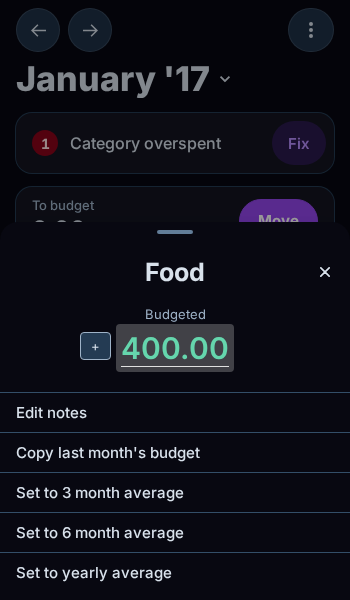 January '17
1 Category overspent Fix
To budget
Move
Food
Budgeted
+ 400.00
Edit notes
Copy last month's budget
Set to 3 month average
Set to 6 month average
Set to yearly average